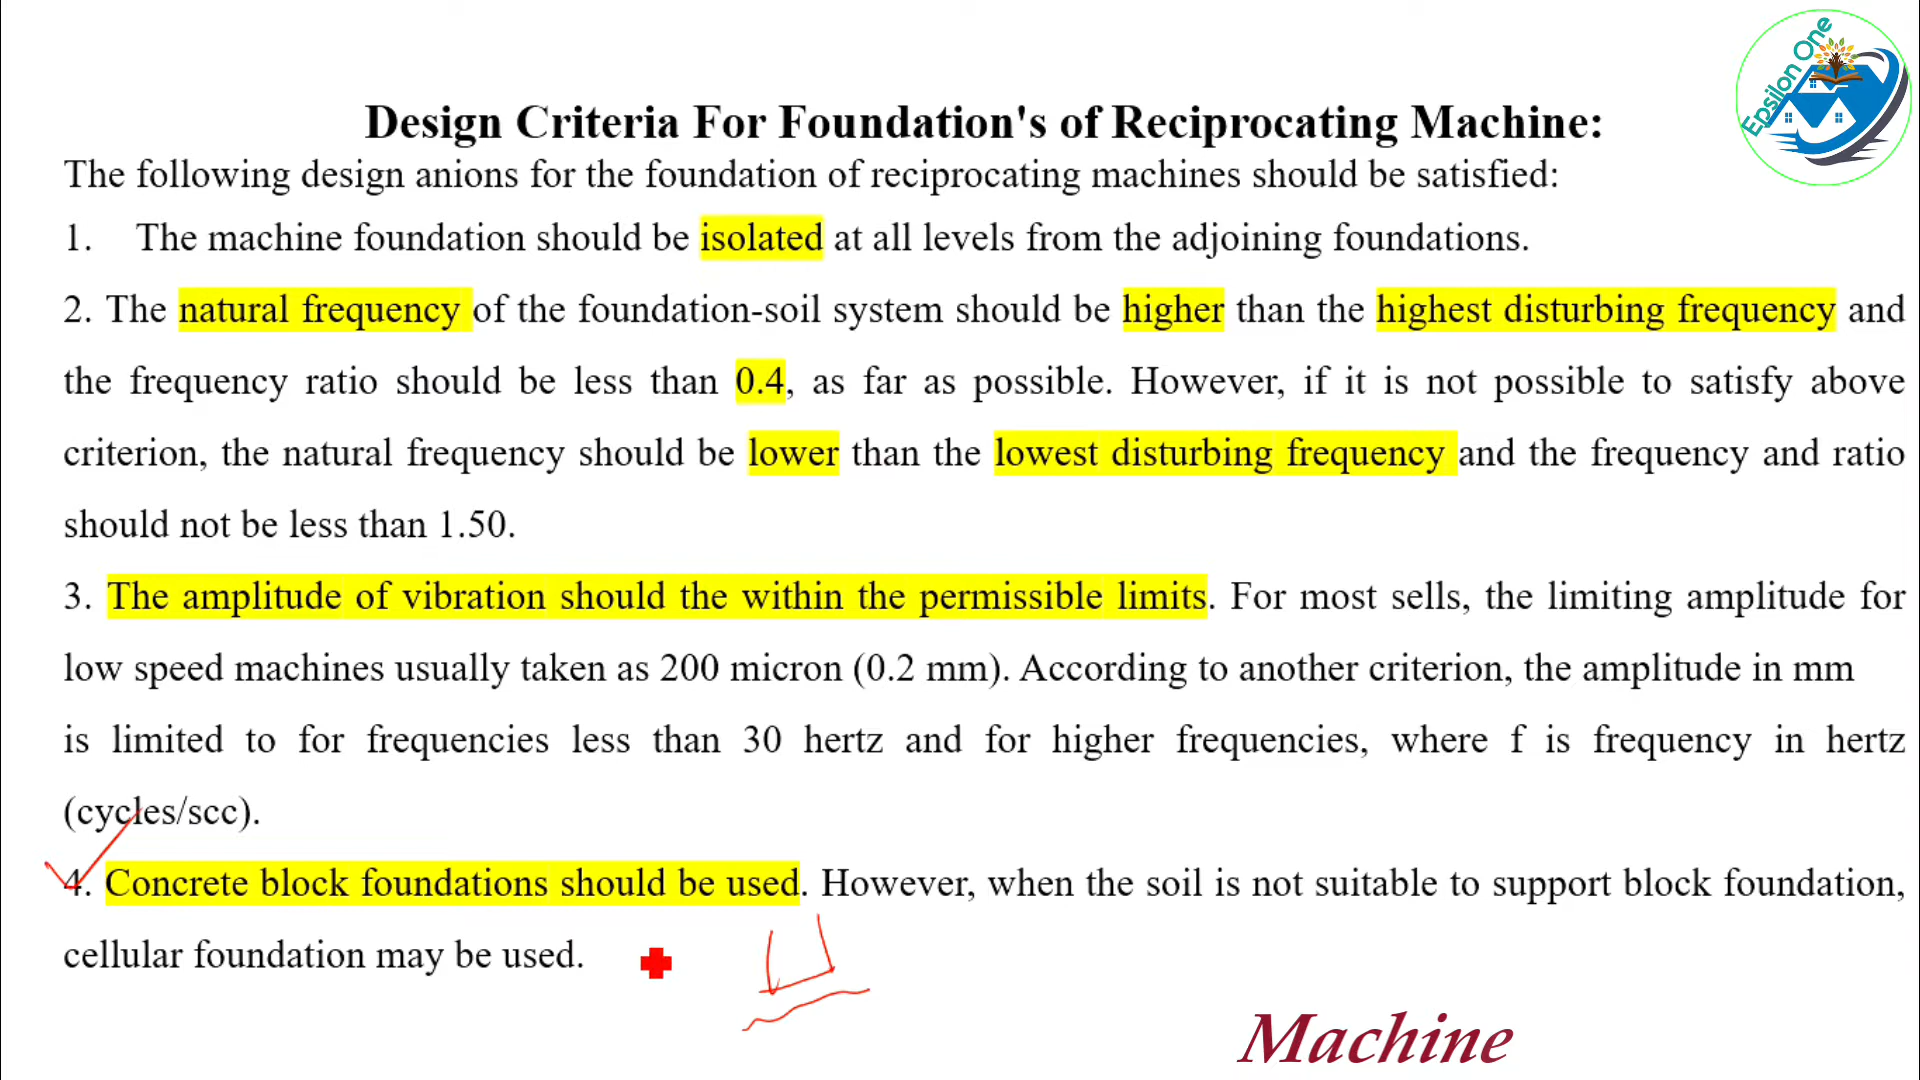 Epsilon One
Design Criteria For Foundation's of Reciprocating Machine:
The following design anions for the foundation of reciprocating machines should be satisfied:
1. The machine foundation should be isolated at all levels from the adjoining foundations.
2. The natural frequency of the foundation-soil system should be higher than the highest disturbing frequency and
the frequency ratio should be less than 0.4, as far as possible. However, if it is not possible to satisfy above
criterion, the natural frequency should be lower than the lowest disturbing frequency and the frequency and ratio
should not be less than 1.50.
3. The amplitude of vibration should the within the permissible limits. For most sells, the limiting amplitude for
low speed machines usually taken as 200 micron (0.2 mm). According to another criterion, the amplitude in mm
is limited to for frequencies less than 30 hertz and for higher frequencies, where f is frequency in hertz
(cycles/scc).
4. Concrete block foundations should be used. However, when the soil is not suitable to support block foundation,
cellular foundation may be used.
Machine